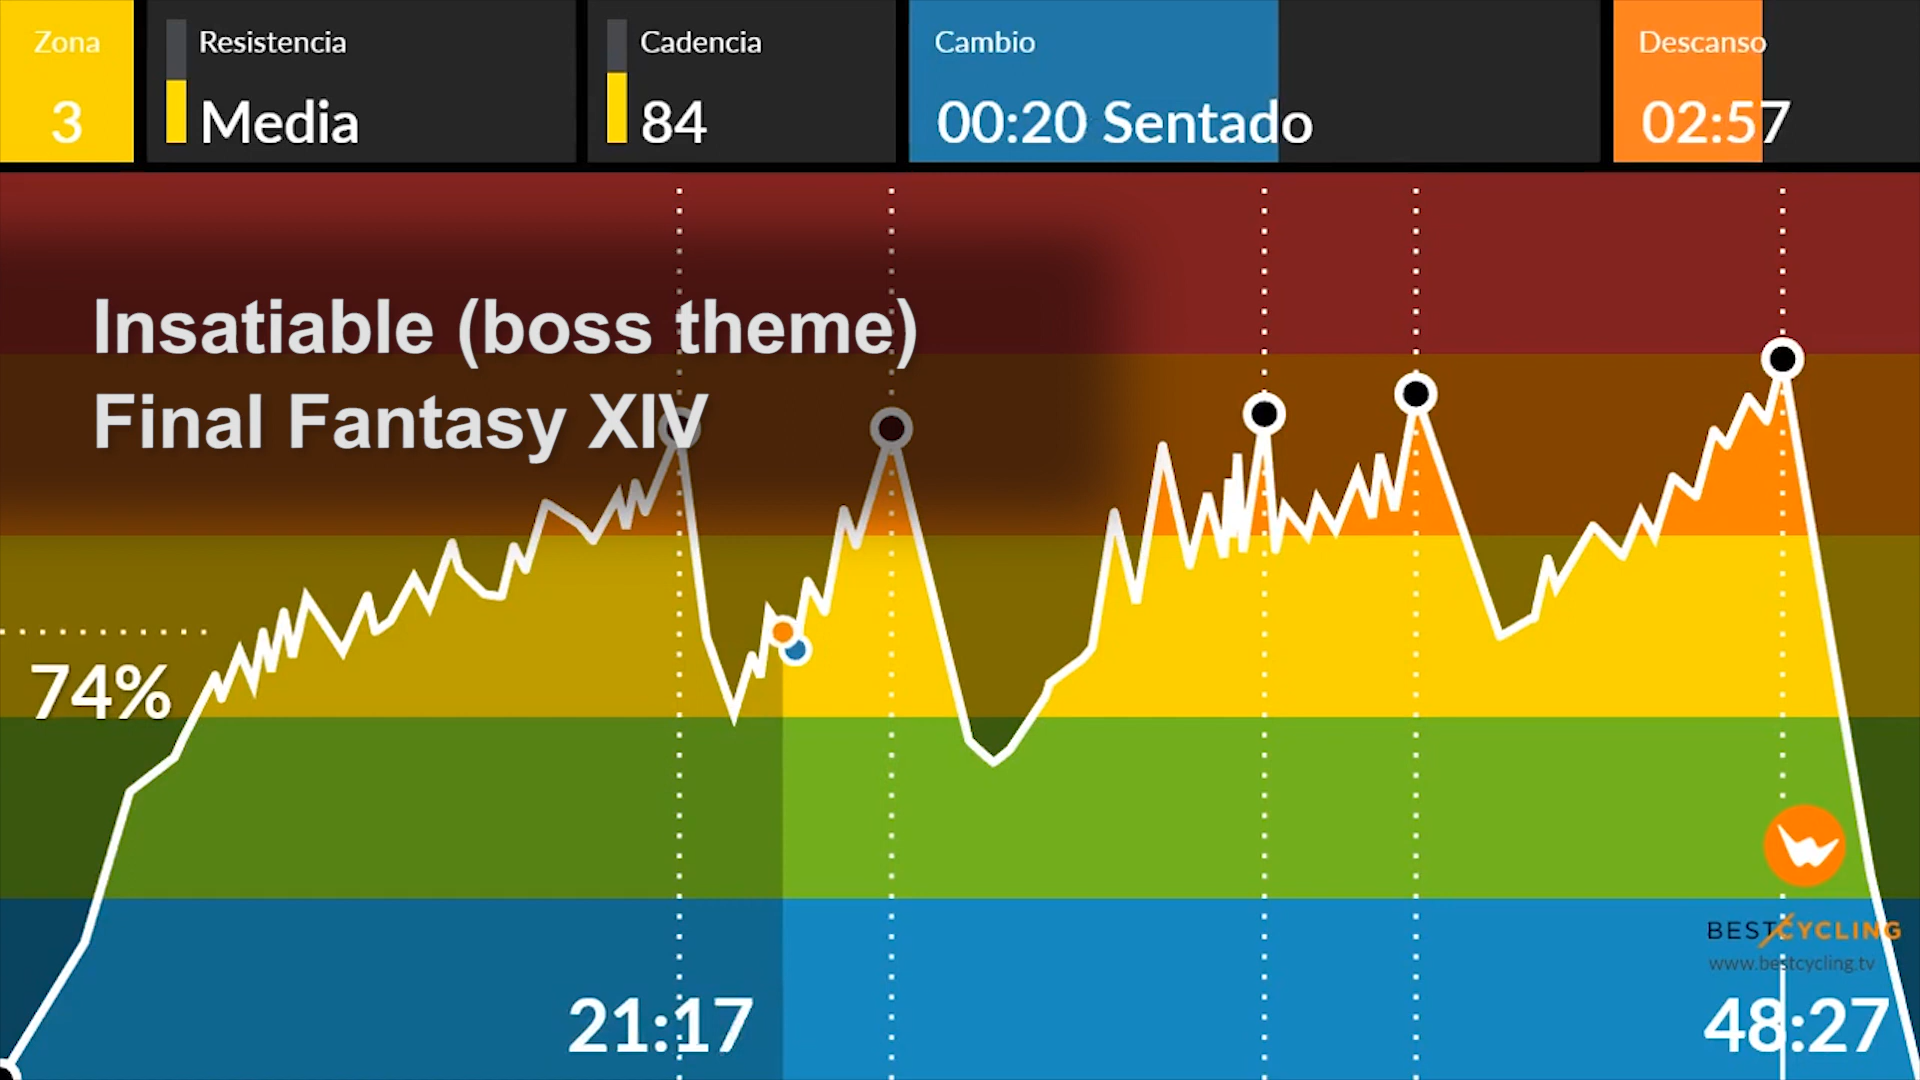 Zona
3
Resistencia
Media
Cadencia
84
Cambio
00:20 Sentado
Descanso
02:57
Insatiable (boss theme)
Final Fantasy XIV
74%
BESTCYCLING
www.bestcycling.tv
21:17
48:27